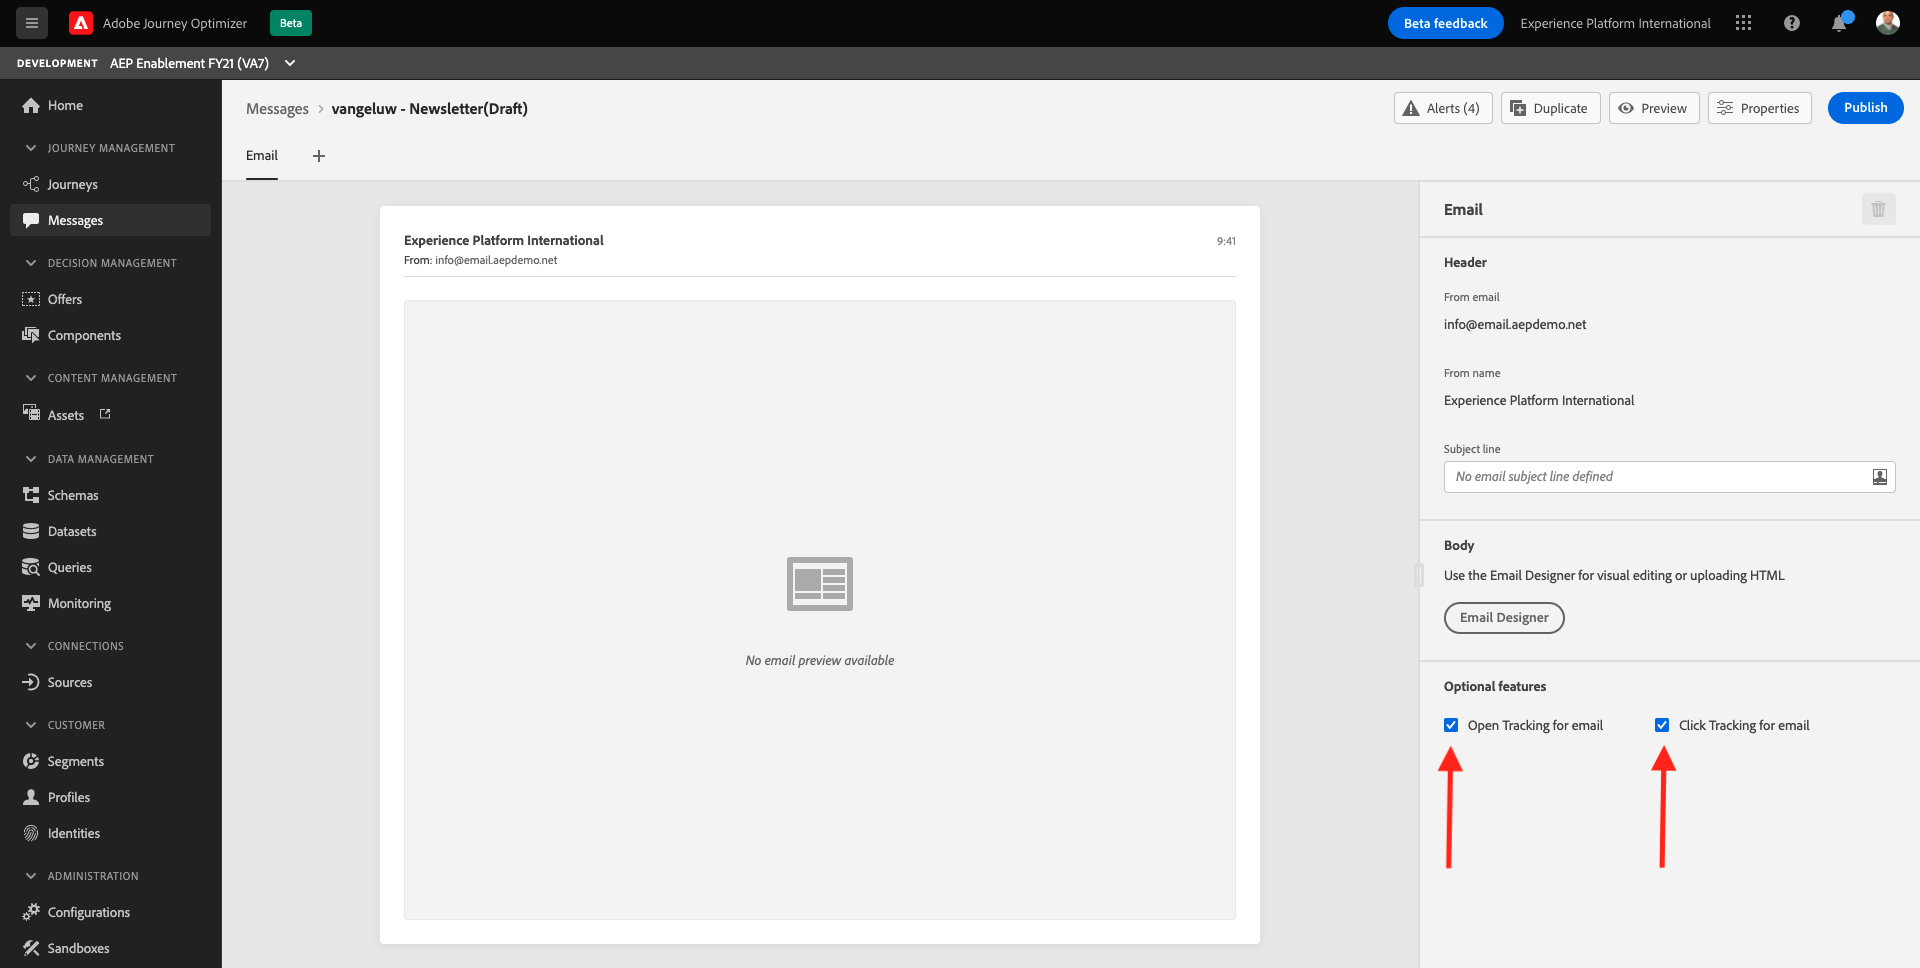 Adobe Journey Optimizer
Beta
Beta feedback
Experience Platform International
DEVELOPMENT AEP Enablement FY21 (VA7)
Home
JOURNEY MANAGEMENT
Journeys
Messages
DECISION MANAGEMENT
Offers
Components
CONTENT MANAGEMENT
Assets
DATA MANAGEMENT
Schemas
Datasets
Queries
Monitoring
CONNECTIONS
Sources
CUSTOMER
Segments
Profiles
Identities
ADMINISTRATION
Configurations
Sandboxes
Messages > vangeluw - Newsletter(Draft)
Alerts (4)
Duplicate
Preview
Properties
Publish
Email
Experience Platform International
9:41
From: info@email.aepdemo.net
No email preview available
Email
Header
From email
info@email.aepdemo.net
From name
Experience Platform International
Subject line
No email subject line defined
Body
Use the Email Designer for visual editing or uploading HTML
Email Designer
Optional features
Open Tracking for email
Click Tracking for email